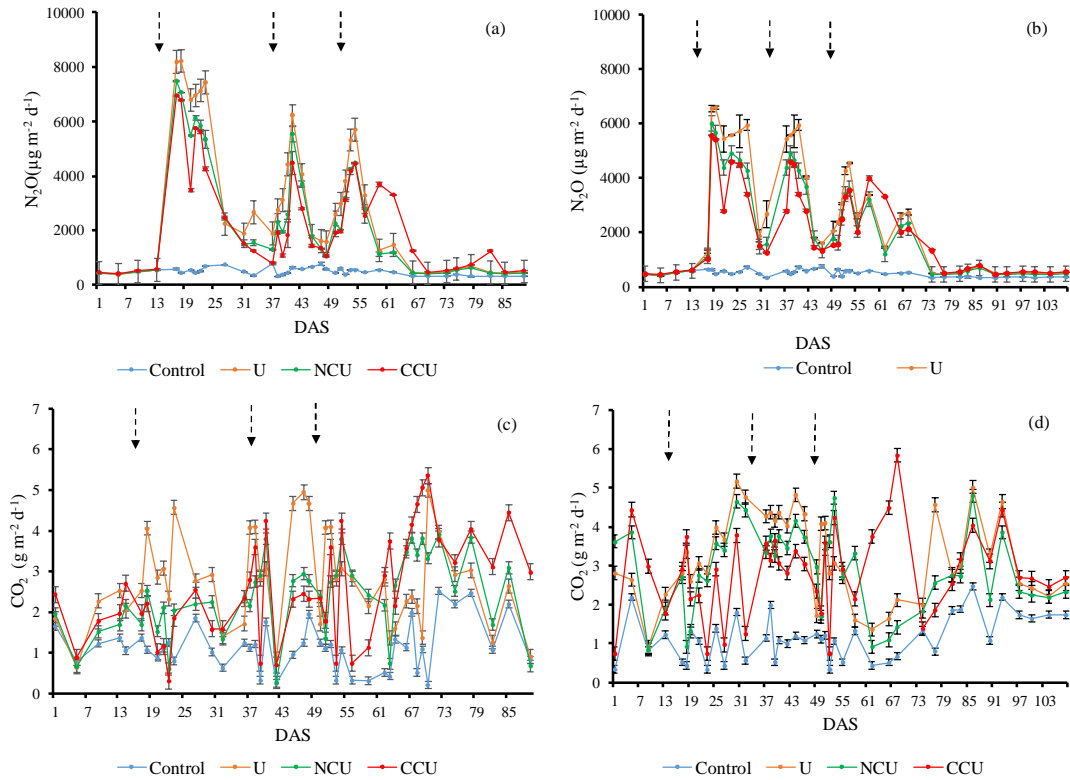 (a)
N₂O(µg m⁻² d⁻¹)
10000
8000
6000
4000
2000
0
1 7 13 19 25 31 37 43 49 55 61 67 73 79 85
DAS
Control U NCU CCU
(b)
N₂O (µg m⁻² d⁻¹)
10000
8000
6000
4000
2000
0
1 7 13 19 25 31 37 43 49 55 61 67 73 79 85 91 97 103
DAS
Control U
(c)
CO₂ (g m⁻² d⁻¹)
7
6
5
4
3
2
1
0
1 7 13 19 25 31 37 43 49 55 61 67 73 79 85
DAS
Control U NCU CCU
(d)
CO₂ (g m⁻² d⁻¹)
7
6
5
4
3
2
1
0
1 7 13 19 25 31 37 43 49 55 61 67 73 79 85 91 97 103
DAS
Control U NCU CCU